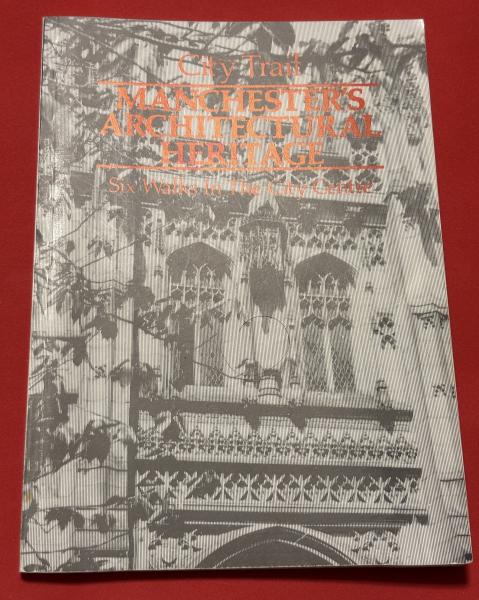 City Trail
MANCHESTER'S
ARCHITECTURAL
HERITAGE
Six Walks In The City Centre